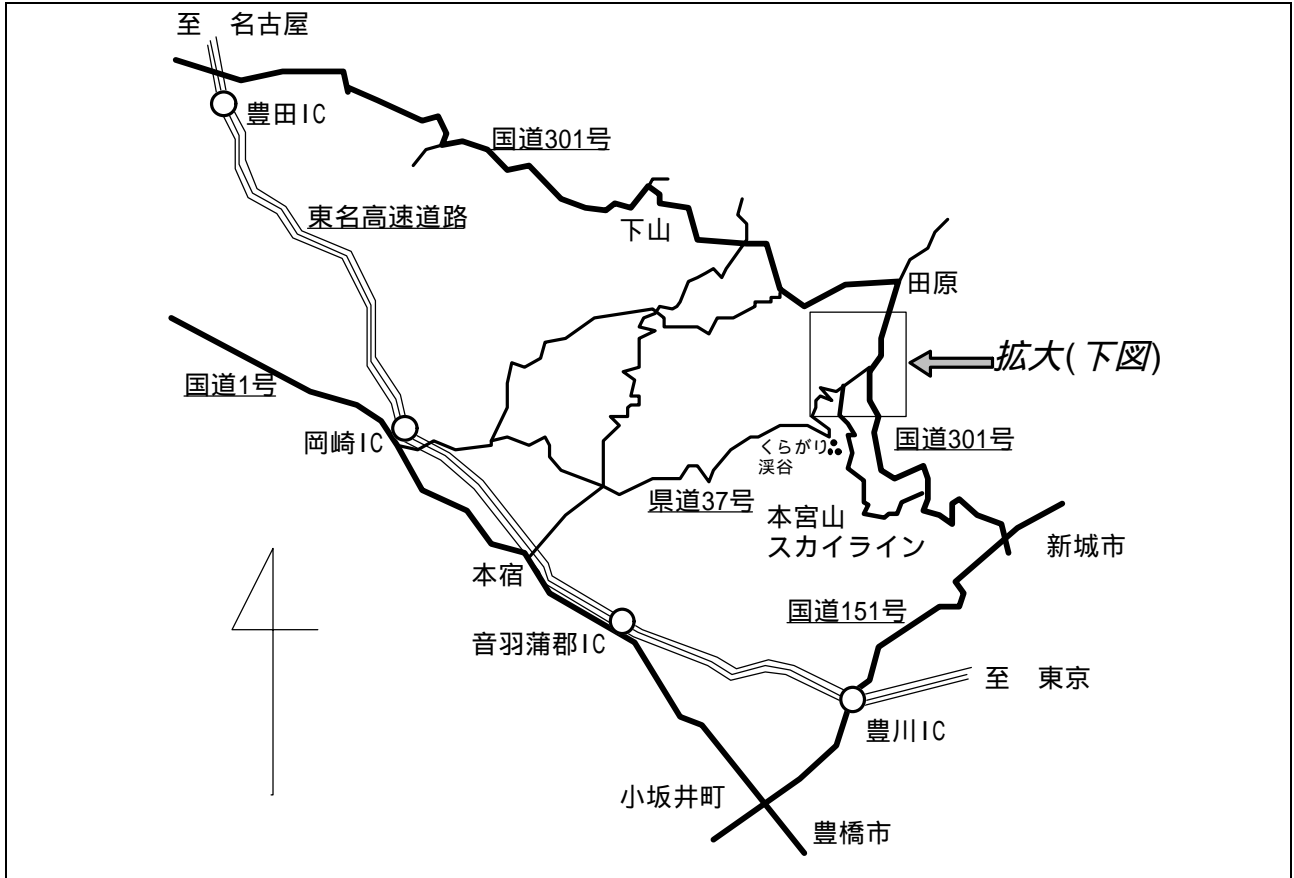 至　名古屋
豊田IC
国道301号
東名高速道路
下山
田原
拡大(下図)
国道1号
岡崎IC
くらがり
渓谷
国道301号
県道37号
本宮山
スカイライン
新城市
本宿
国道151号
音羽蒲郡IC
至　東京
豊川IC
小坂井町
豊橋市